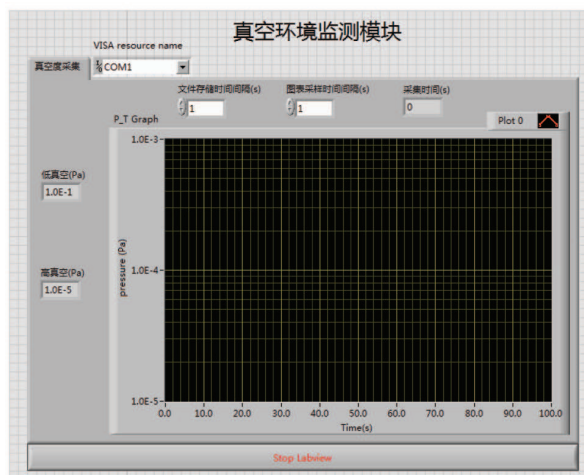 真空环境监测模块
VISA resource name
真空度采集
COM1
文件存储时间间隔(s)
图表采样时间间隔(s)
采集时间(s)
1
1
0
P_T Graph
Plot 0
低真空(Pa)
1.0E-1
高真空(Pa)
1.0E-5
pressure (Pa)
1.0E-3
1.0E-4
1.0E-5
0.0 10.0 20.0 30.0 40.0 50.0 60.0 70.0 80.0 90.0 100.0
Time(s)
Stop Labview